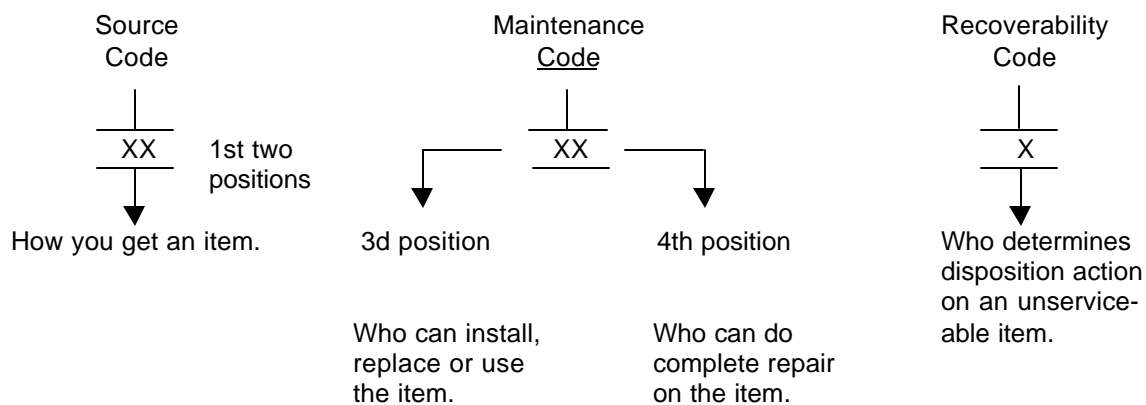 Source
Code
XX
1st two
positions
How you get an item.
Maintenance
Code
XX
3d position
4th position
Who can install,
replace or use
the item.
Who can do
complete repair
on the item.
Recoverability
Code
X
Who determines
disposition action
on an unservice-
able item.